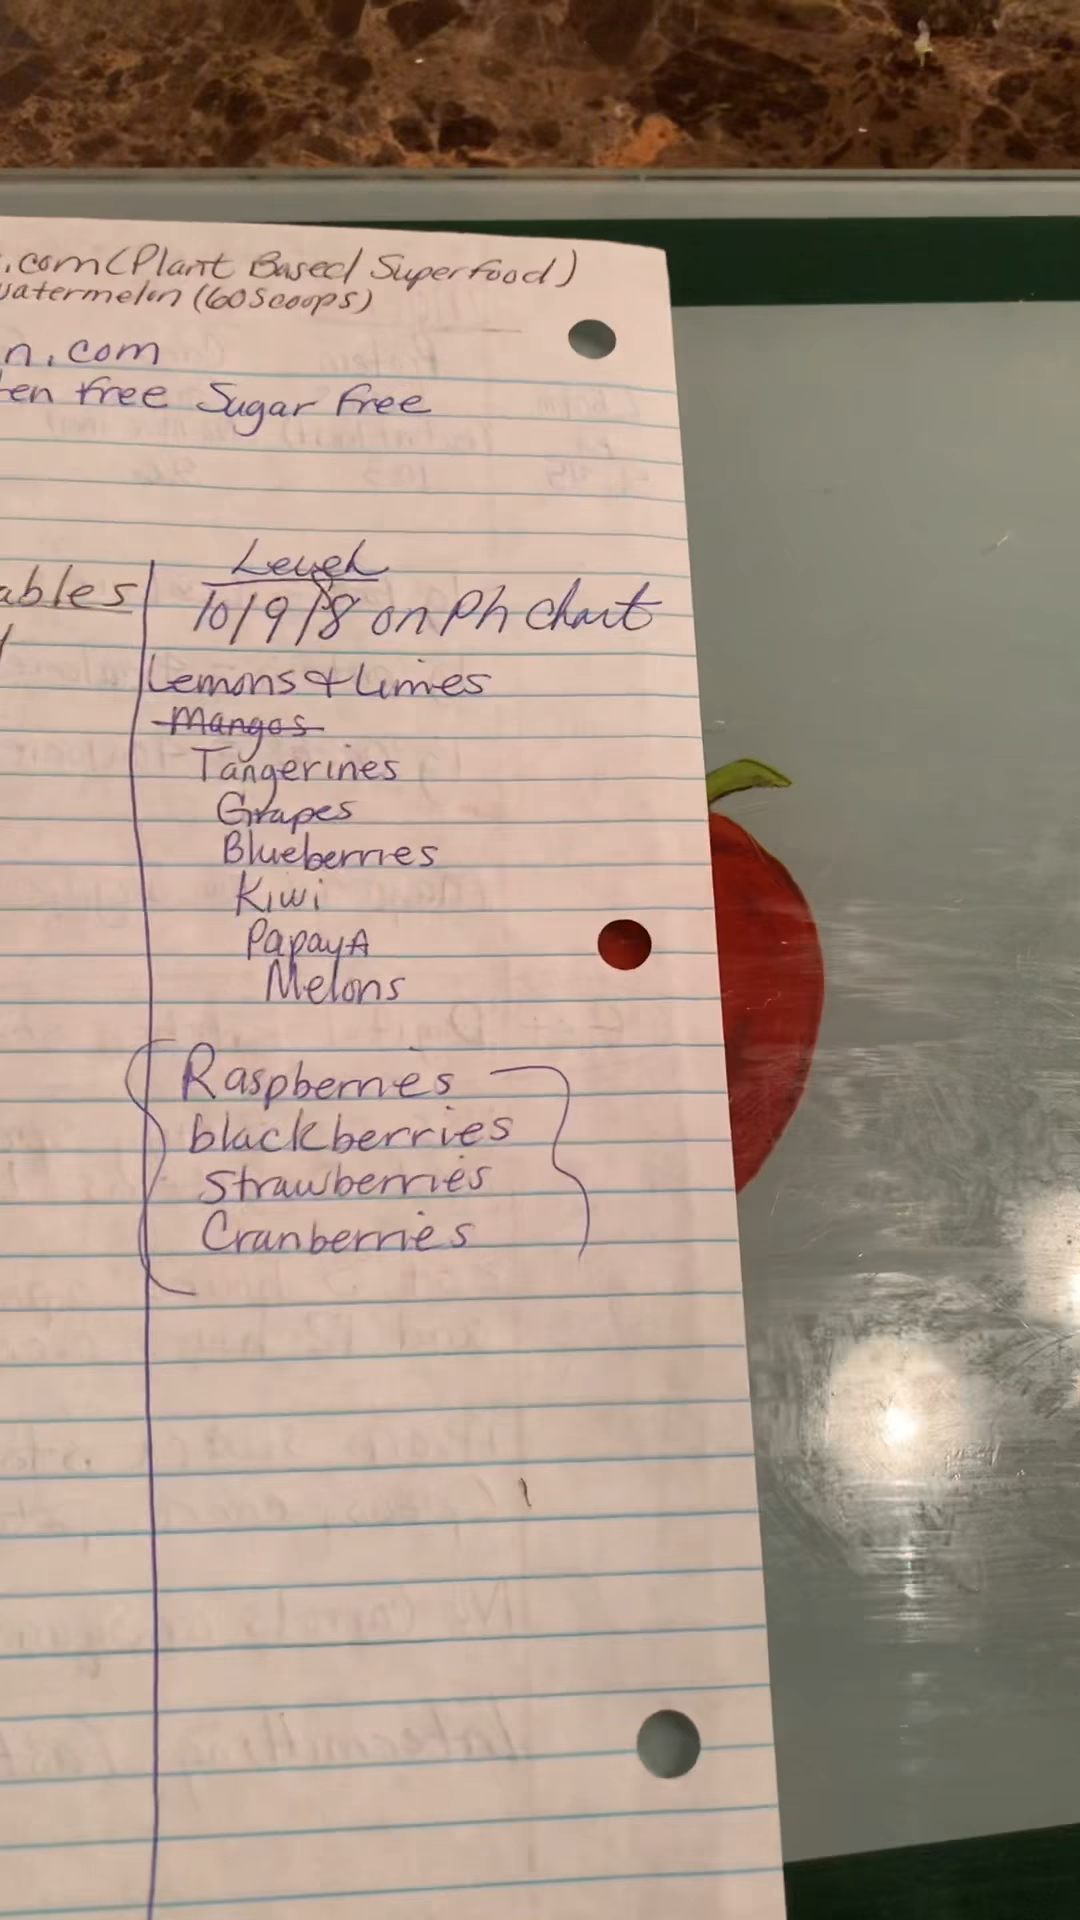 .com (Plant Based Superfood)
watermelon (60 scoops)
n.com
ten free Sugar free
Level
ables
10/9/8 on Ph Chart
Lemons & Limes
Mangos
Tangerines
Grapes
Blueberries
Kiwi
PapayA
Melons
Raspberries
blackberries
Strawberries
Cranberries